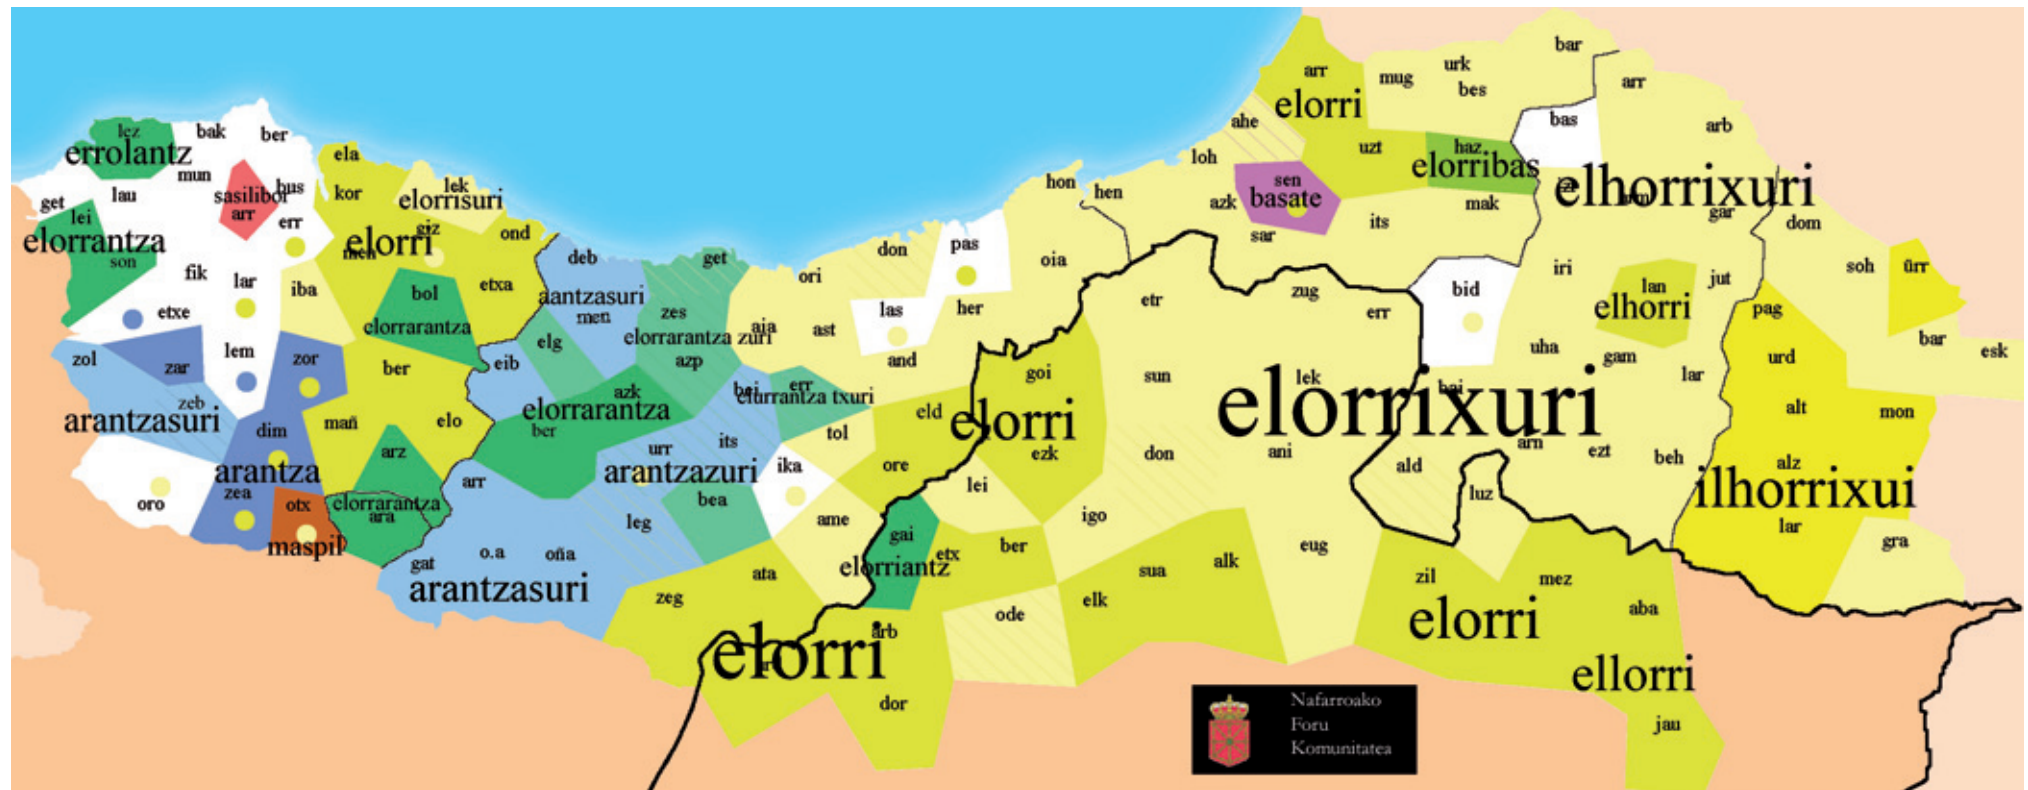 bar
urk
arr
mug
bes
arr
elorri
bas
arb
ahe
lez
bak
ber
errolantz
mun
ela
loh
uzt
haz
elorribas
sen
basate
lau
get
lei
sasilibor
bus
arr
kor
lek
elorrisuri
hon
hen
azk
mak
elhorrixuri
gar
its
dom
err
giz
ond
elorri
elorrantza
son
sar
pas
don
oia
deb
get
fik
lar
iba
bol
etxa
ori
etr
zug
iri
lan
jut
soh
ürr
bid
elhorri
pag
aantzasuri
men
zes
elorrarantza
etxe
las
her
err
elorrarantza zuri
aia
ast
azp
elg
eib
and
zol
zar
lem
zor
ber
goi
sun
lek
uha
gam
lar
urd
bar
esk
elorrixuri
bai
zeb
arantzasuri
azk
elorrarantza
ber
err
elurrantza txuri
eld
elorri
alt
mon
dim
mañ
elo
its
tol
ezk
don
ani
arn
ezt
beh
arz
urr
arantzazuri
ika
ore
ald
alz
arantza
zea
oro
otx
elorrarantza
ara
arr
bea
lei
luz
ilhorrixui
lar
maspil
gat
o.a
oña
leg
ame
gai
elorriantz
etx
ber
igo
eug
gra
arantzasuri
zeg
ata
sua
alk
zil
mez
elk
ode
aba
arb
elorri
elorri
ellorri
dor
jau
Nafarroako
Foru
Komunitatea